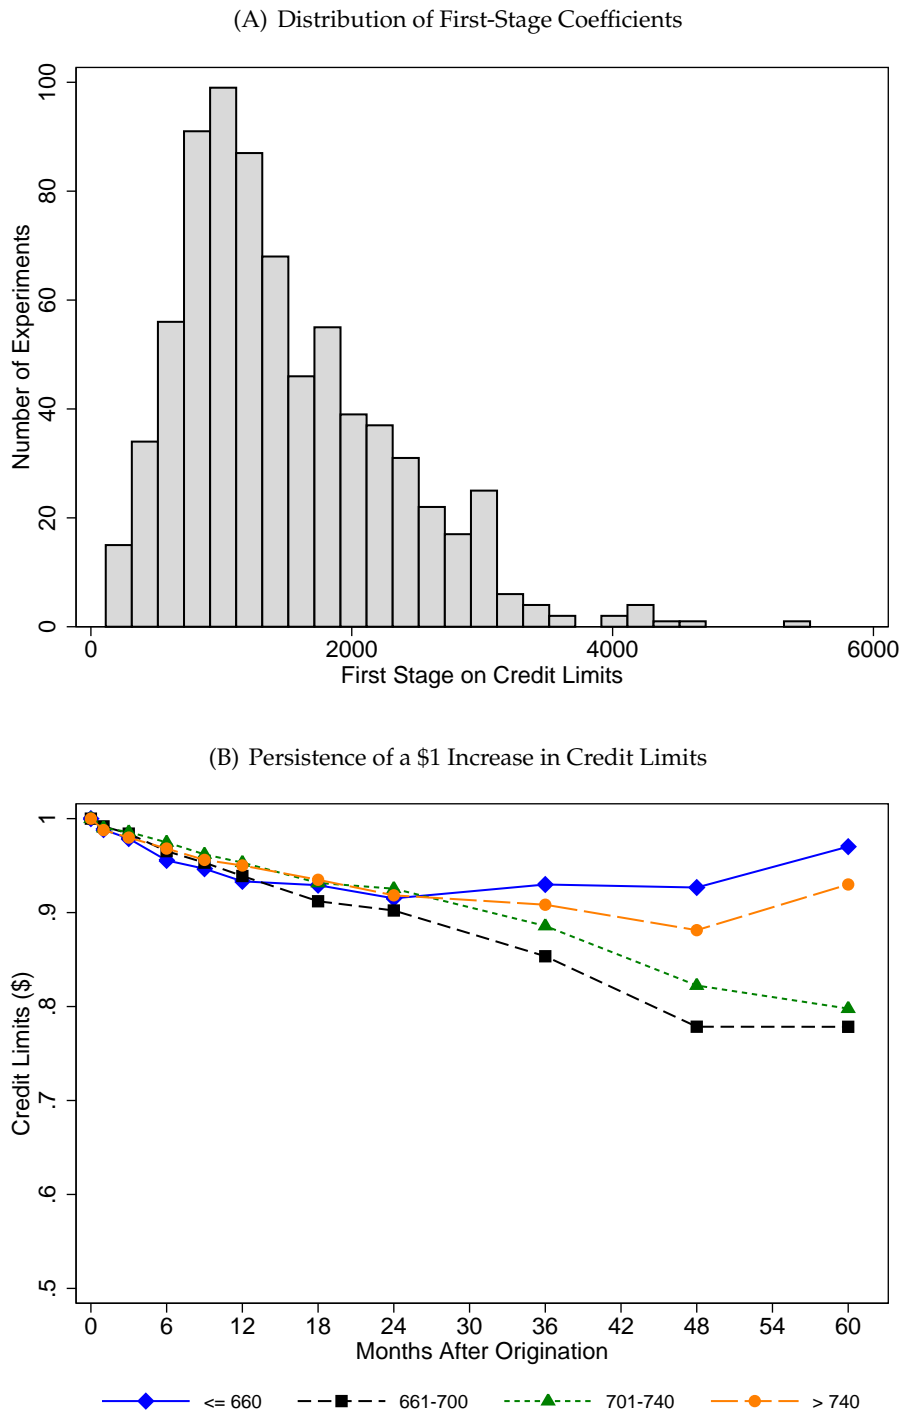 (A) Distribution of First-Stage Coefficients
100
80
60
40
20
0
Number of Experiments
0 2000 4000 6000
First Stage on Credit Limits
(B) Persistence of a $1 Increase in Credit Limits
1
.9
.8
.7
.6
.5
Credit Limits ($)
0 6 12 18 24 30 36 42 48 54 60
Months After Origination
<= 660 661-700 701-740 > 740